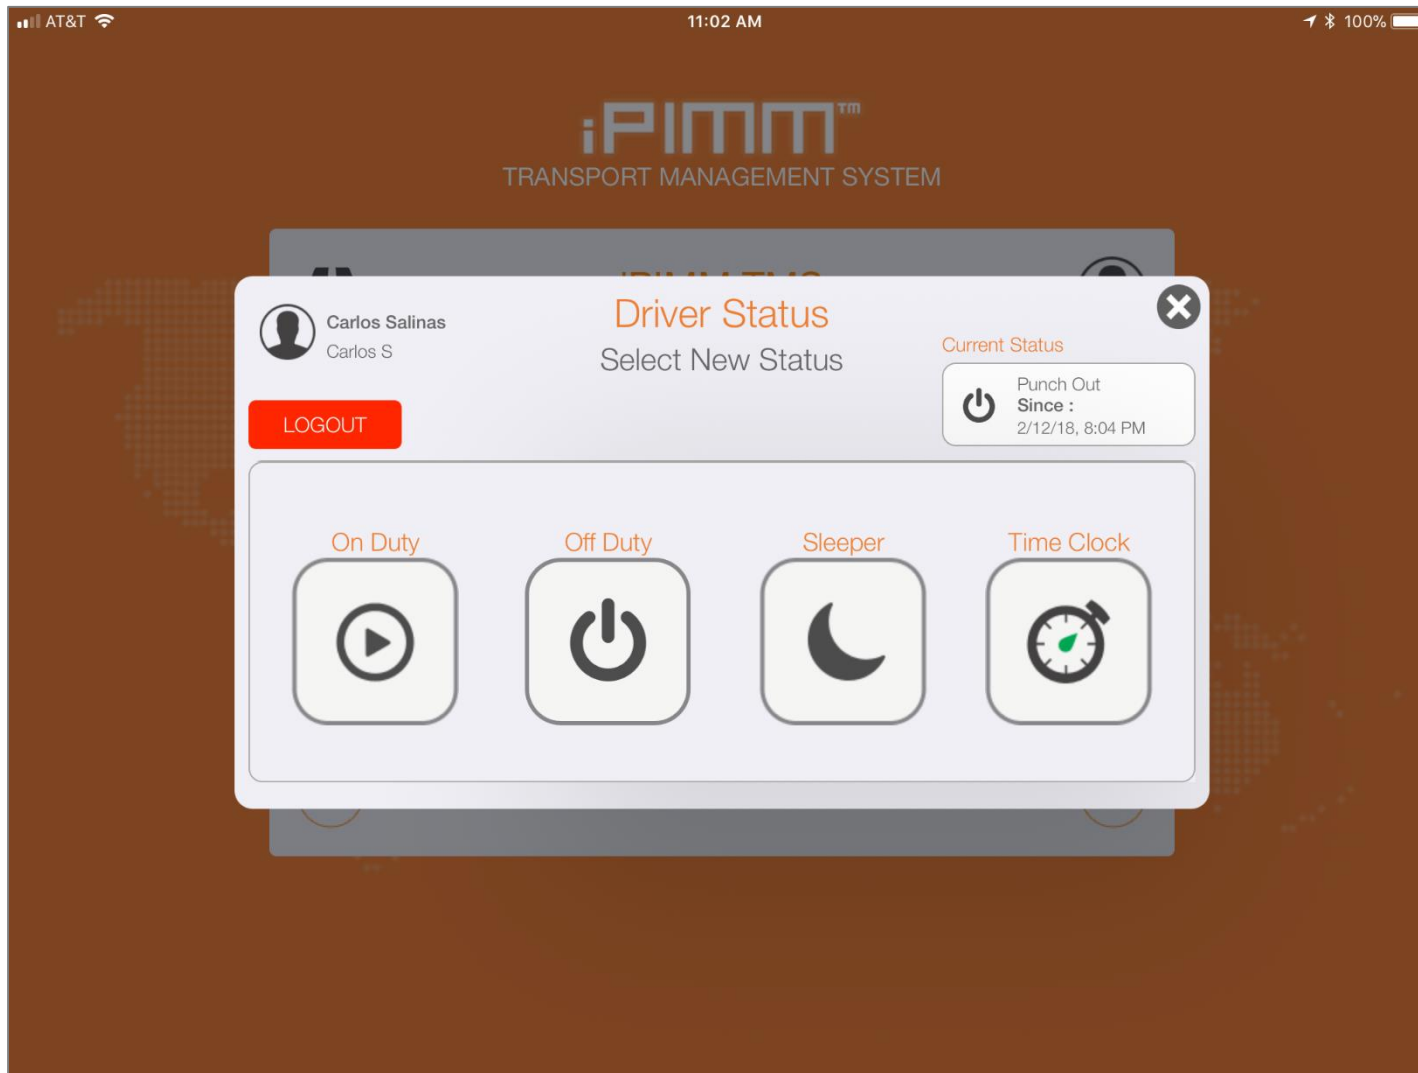 AT&T
11:02 AM
100%
iPIMM™
TRANSPORT MANAGEMENT SYSTEM
Carlos Salinas
Carlos S
LOGOUT
Driver Status
Select New Status
Current Status
Punch Out
Since :
2/12/18, 8:04 PM
On Duty
Off Duty
Sleeper
Time Clock